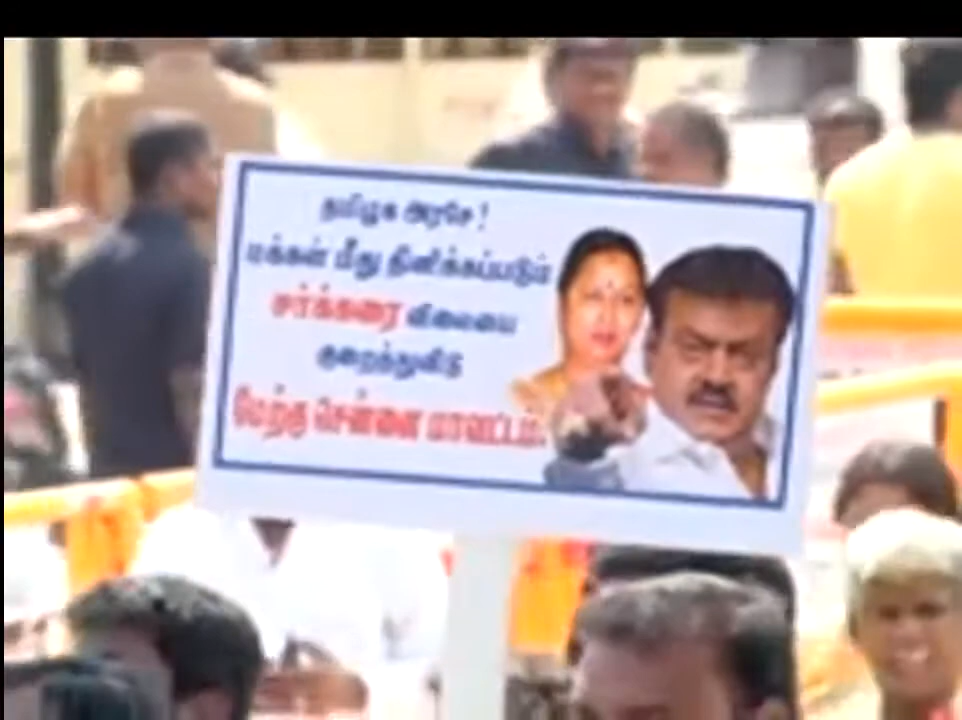 தமிழக அரசே!
மக்கள் மீது திணிக்கப்படும்
சர்க்கரை விலையை
குறைத்துவிடு
மேற்கு சென்னை மாவட்டம்.